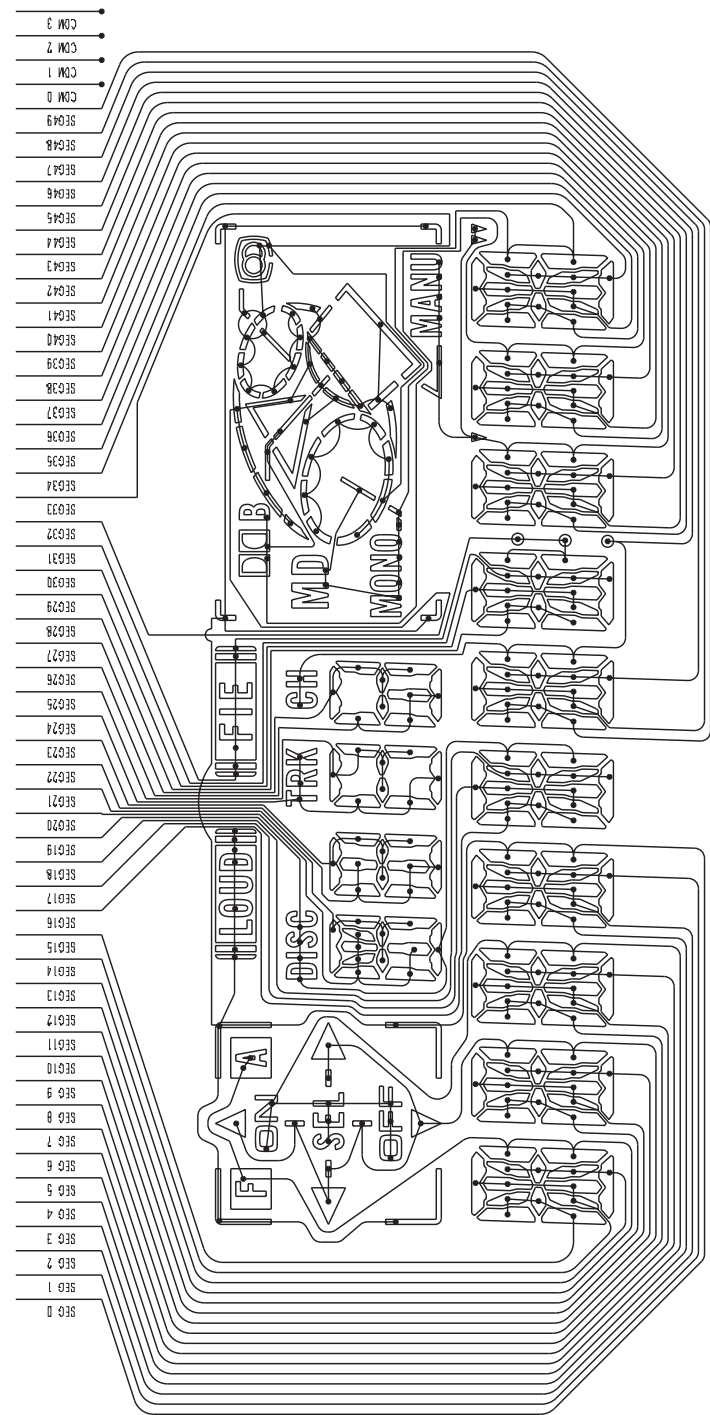 COM 3
COM 2
COM 1
COM 0
SEG49
SEG48
SEG47
SEG46
SEG45
SEG44
SEG43
SEG42
SEG41
SEG40
SEG39
SEG38
SEG37
SEG36
SEG35
SEG34
SEG33
SEG32
SEG31
SEG30
SEG29
SEG28
SEG27
SEG26
SEG25
SEG24
SEG23
SEG22
SEG21
SEG20
SEG19
SEG18
SEG17
SEG16
SEG15
SEG14
SEG13
SEG12
SEG11
SEG10
SEG 9
SEG 8
SEG 7
SEG 6
SEG 5
SEG 4
SEG 3
SEG 2
SEG 1
SEG 0
MANU
MONO
MD
DDB
FIE
CH
TRK
LOUD
DISC
A
ON
SEL
OFF
F